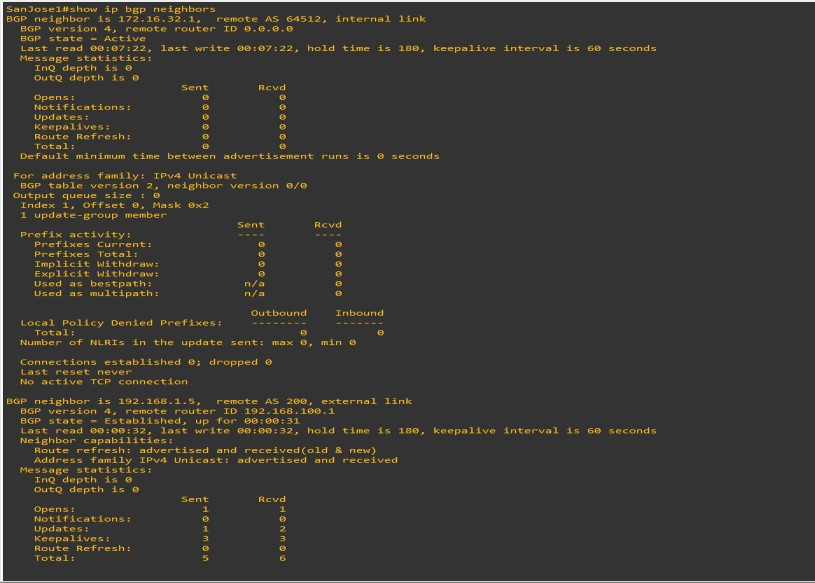 SanJose1#show ip bgp neighbors
BGP neighbor is 172.16.32.1,  remote AS 64512, internal link
  BGP version 4, remote router ID 0.0.0.0
  BGP state = Active
  Last read 00:07:22, last write 00:07:22, hold time is 180, keepalive interval is 60 seconds
  Message statistics:
    InQ depth is 0
    OutQ depth is 0
                         Sent       Rcvd
    Opens:                  0          0
    Notifications:          0          0
    Updates:                0          0
    Keepalives:             0          0
    Route Refresh:          0          0
    Total:                  0          0
  Default minimum time between advertisement runs is 0 seconds

 For address family: IPv4 Unicast
  BGP table version 2, neighbor version 0/0
 Output queue size : 0
  Index 1, Offset 0, Mask 0x2
  1 update-group member
                                 Sent       Rcvd
  Prefix activity:               ----       ----
    Prefixes Current:               0          0
    Prefixes Total:                 0          0
    Implicit Withdraw:              0          0
    Explicit Withdraw:              0          0
    Used as bestpath:             n/a          0
    Used as multipath:            n/a          0

                                   Outbound    Inbound
  Local Policy Denied Prefixes:    --------    -------
    Total:                                0          0
  Number of NLRIs in the update sent: max 0, min 0

  Connections established 0; dropped 0
  Last reset never
  No active TCP connection

BGP neighbor is 192.168.1.5,  remote AS 200, external link
  BGP version 4, remote router ID 192.168.100.1
  BGP state = Established, up for 00:00:31
  Last read 00:00:32, last write 00:00:32, hold time is 180, keepalive interval is 60 seconds
  Neighbor capabilities:
    Route refresh: advertised and received(old & new)
    Address family IPv4 Unicast: advertised and received
  Message statistics:
    InQ depth is 0
    OutQ depth is 0
                         Sent       Rcvd
    Opens:                  1          1
    Notifications:          0          0
    Updates:                1          2
    Keepalives:             3          3
    Route Refresh:          0          0
    Total:                  5          6